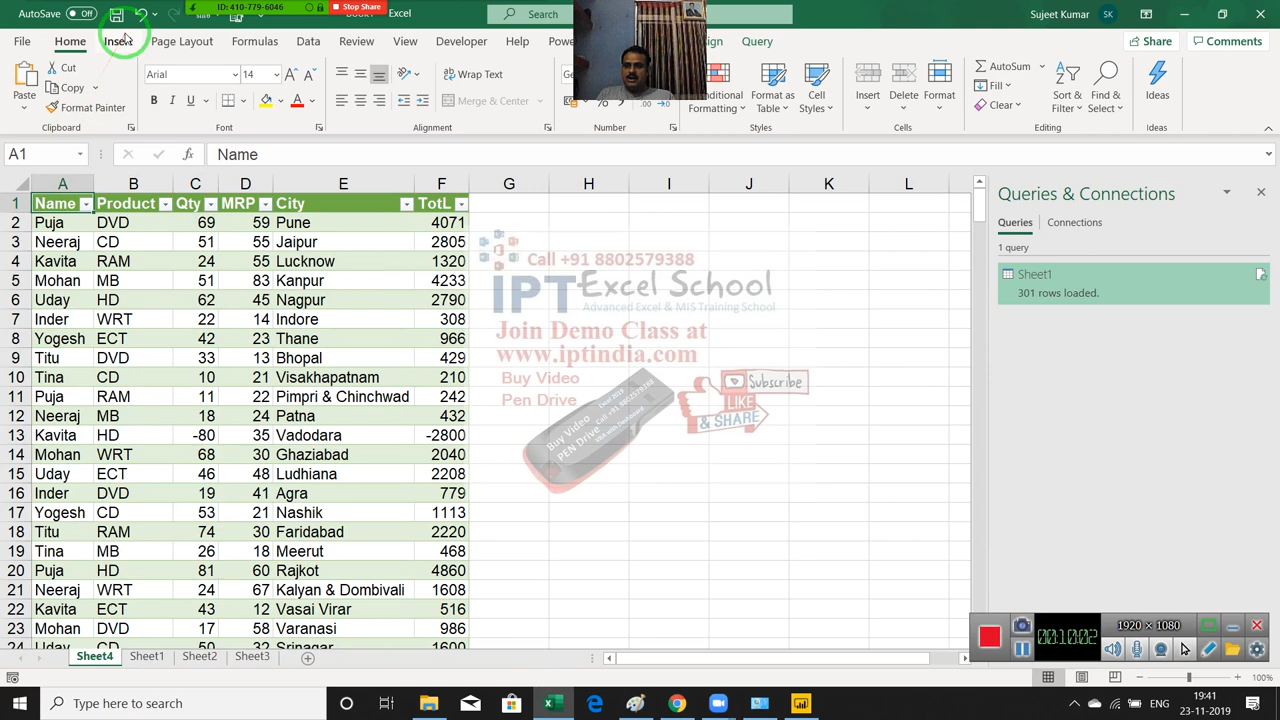 AutoSave Off
ID: 410-779-6046 Stop Share
Excel
Search
Sujeet Kumar SK
File Home Insert Page Layout Formulas Data Review View Developer Help Query
Share Comments
Paste Cut Copy Format Painter
Clipboard
Arial 14
B I U
Font
Wrap Text
Merge & Center
Alignment
Number
Formatting
Format as Table
Cell Styles
Styles
Insert Delete Format
Cells
AutoSum
Fill
Clear
Sort & Filter
Find & Select
Editing
Ideas
Ideas
A1 fx Name
A B C D E F G H I J K L
1 Name Product Qty MRP City TotL
2 Puja DVD 69 59 Pune 4071
3 Neeraj CD 51 55 Jaipur 2805
4 Kavita RAM 24 55 Lucknow 1320
5 Mohan MB 51 83 Kanpur 4233
6 Uday HD 62 45 Nagpur 2790
7 Inder WRT 22 14 Indore 308
8 Yogesh ECT 42 23 Thane 966
9 Titu DVD 33 13 Bhopal 429
10 Tina CD 10 21 Visakhapatnam 210
11 Puja RAM 11 22 Pimpri & Chinchwad 242
12 Neeraj MB 18 24 Patna 432
13 Kavita HD -80 35 Vadodara -2800
14 Mohan WRT 68 30 Ghaziabad 2040
15 Uday ECT 46 48 Ludhiana 2208
16 Inder DVD 19 41 Agra 779
17 Yogesh CD 53 21 Nashik 1113
18 Titu RAM 74 30 Faridabad 2220
19 Tina MB 26 18 Meerut 468
20 Puja HD 81 60 Rajkot 4860
21 Neeraj WRT 24 67 Kalyan & Dombivali 1608
22 Kavita ECT 43 12 Vasai Virar 516
23 Mohan DVD 17 58 Varanasi 986
24 Uday CD 50 32 Srinagar 1600
Call +91 8802579388
IPT Excel School
Advanced Excel & MIS Training School
Join Demo Class at
www.iptindia.com
Buy Video
Pen Drive
Subscribe
LIKE
& SHARE
Buy Video
PEN Drive
Call +91 8802579388
Queries & Connections
Queries Connections
1 query
Sheet1
301 rows loaded.
00:10:02 1920 × 1080
Sheet4 Sheet1 Sheet2 Sheet3
100%
Type here to search
19:41
23-11-2019